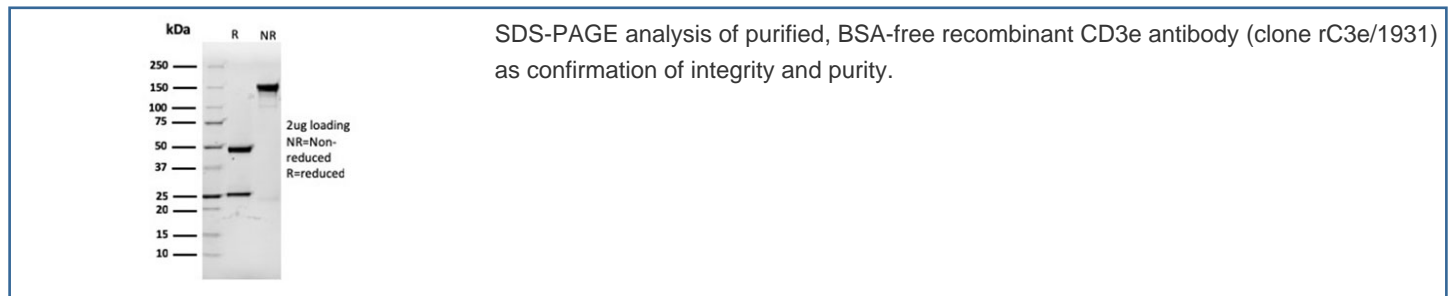 kDa
R NR
250
150
100
75
50
37
25
20
15
10
2ug loading
NR=Non-
reduced
R=reduced
SDS-PAGE analysis of purified, BSA-free recombinant CD3e antibody (clone rC3e/1931)
as confirmation of integrity and purity.